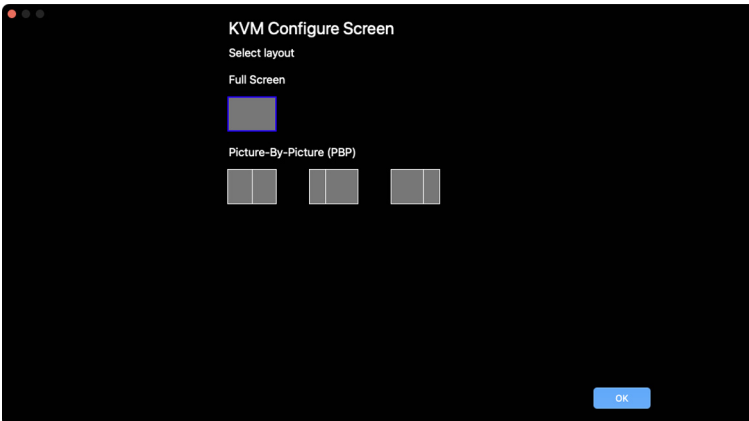 KVM Configure Screen
Select layout
Full Screen
Picture-By-Picture (PBP)
OK